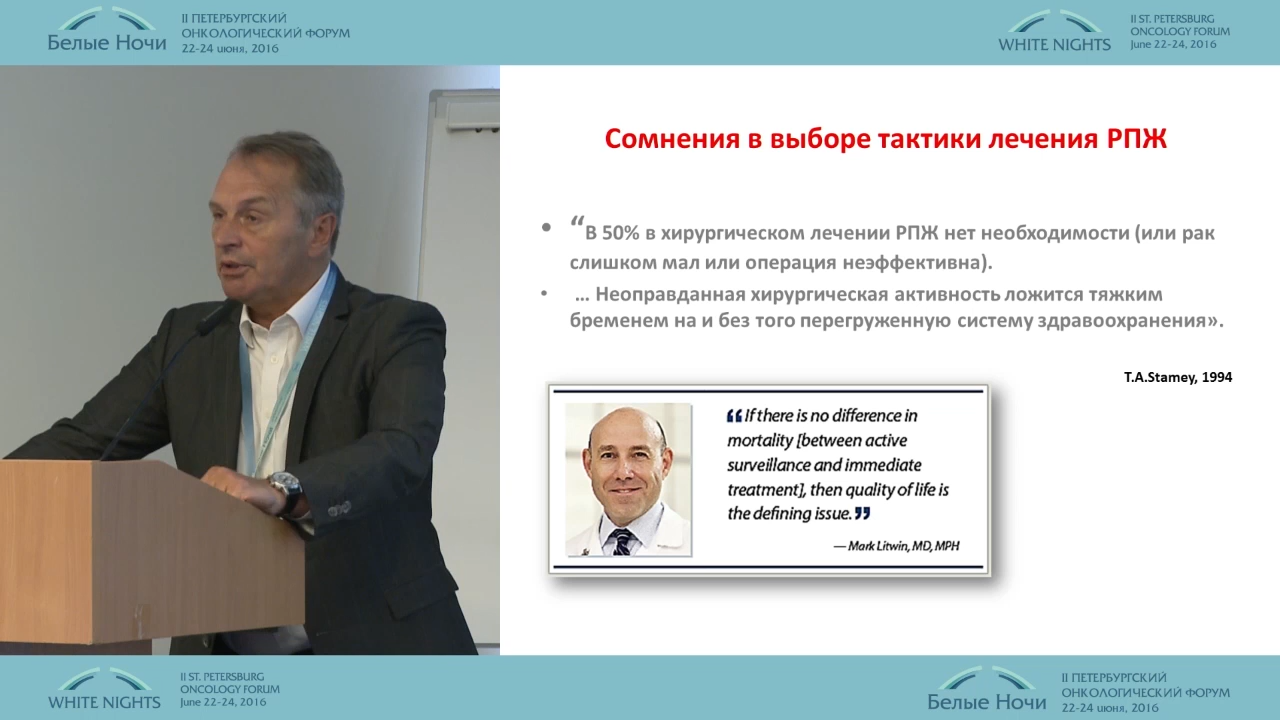 Белые Ночи
II ПЕТЕРБУРГСКИЙ
ОНКОЛОГИЧЕСКИЙ ФОРУМ
22-24 июня, 2016
WHITE NIGHTS
II ST. PETERSBURG
ONCOLOGY FORUM
June 22-24, 2016
Сомнения в выборе тактики лечения РПЖ
• “В 50% в хирургическом лечении РПЖ нет необходимости (или рак
слишком мал или операция неэффективна).
• … Неоправданная хирургическая активность ложится тяжким
бременем на и без того перегруженную систему здравоохранения».
T.A.Stamey, 1994
“If there is no difference in
mortality [between active
surveillance and immediate
treatment], then quality of life is
the defining issue.”
— Mark Litwin, MD, MPH
WHITE NIGHTS
II ST. PETERSBURG
ONCOLOGY FORUM
June 22-24, 2016
Белые Ночи
II ПЕТЕРБУРГСКИЙ
ОНКОЛОГИЧЕСКИЙ ФОРУМ
22-24 июня, 2016